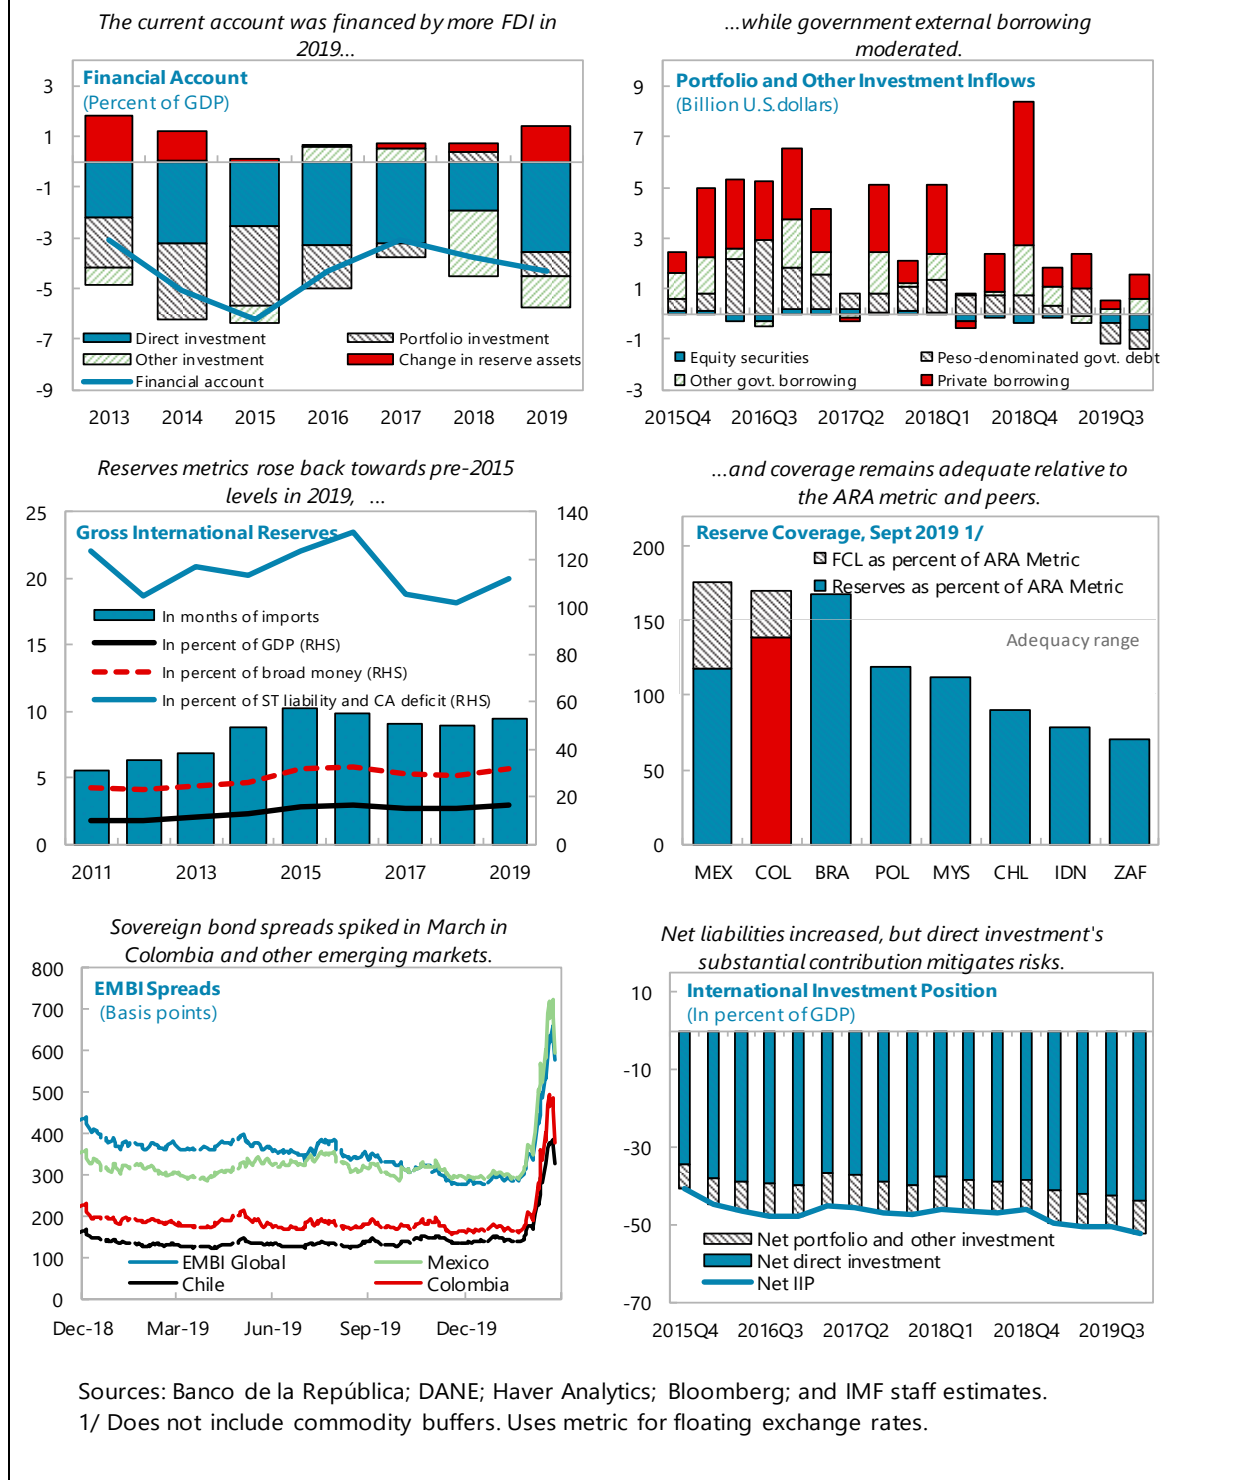 The current account was financed by more FDI in
2019...
Financial Account
(Percent of GDP)
3
1
-1
-3
-5
-7
-9
Direct investment
Portfolio investment
Other investment
Change in reserve assets
Financial account
2013 2014 2015 2016 2017 2018 2019
...while government external borrowing
moderated.
Portfolio and Other Investment Inflows
(Billion U.S.dollars)
9
7
5
3
1
-1
-3
Equity securities
Peso-denominated govt. debt
Other govt. borrowing
Private borrowing
2015Q4 2016Q3 2017Q2 2018Q1 2018Q4 2019Q3
Reserves metrics rose back towards pre-2015
levels in 2019, ...
Gross International Reserves
25
20
15
10
5
0
140
120
100
80
60
40
20
0
In months of imports
In percent of GDP (RHS)
In percent of broad money (RHS)
In percent of ST liability and CA deficit (RHS)
2011 2013 2015 2017 2019
...and coverage remains adequate relative to
the ARA metric and peers.
Reserve Coverage, Sept 2019 1/
FCL as percent of ARA Metric
Reserves as percent of ARA Metric
Adequacy range
200
150
100
50
0
MEX COL BRA POL MYS CHL IDN ZAF
Sovereign bond spreads spiked in March in
Colombia and other emerging markets.
EMBI Spreads
(Basis points)
800
700
600
500
400
300
200
100
0
EMBI Global
Mexico
Chile
Colombia
Dec-18 Mar-19 Jun-19 Sep-19 Dec-19
Net liabilities increased, but direct investment's
substantial contribution mitigates risks.
International Investment Position
(In percent of GDP)
10
-10
-30
-50
-70
Net portfolio and other investment
Net direct investment
Net IIP
2015Q4 2016Q3 2017Q2 2018Q1 2018Q4 2019Q3
Sources: Banco de la República; DANE; Haver Analytics; Bloomberg; and IMF staff estimates.
1/ Does not include commodity buffers. Uses metric for floating exchange rates.